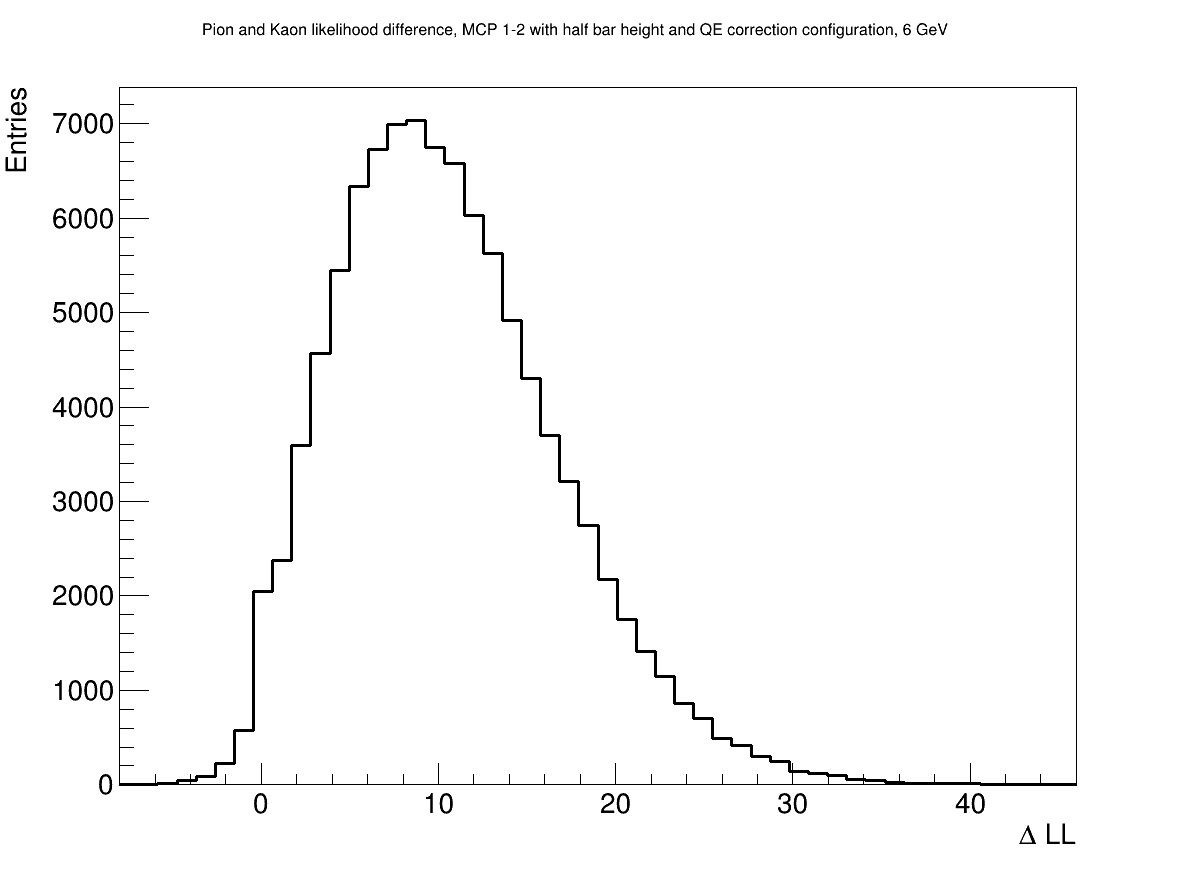 Pion and Kaon likelihood difference, MCP 1-2 with half bar height and QE correction configuration, 6 GeV
Entries
7000
6000
5000
4000
3000
2000
1000
0
0 10 20 30 40
Δ LL